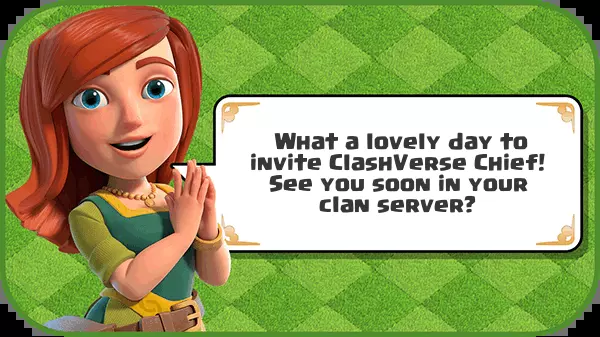 What a lovely day to
invite ClashVerse Chief!
See you soon in your
clan server?